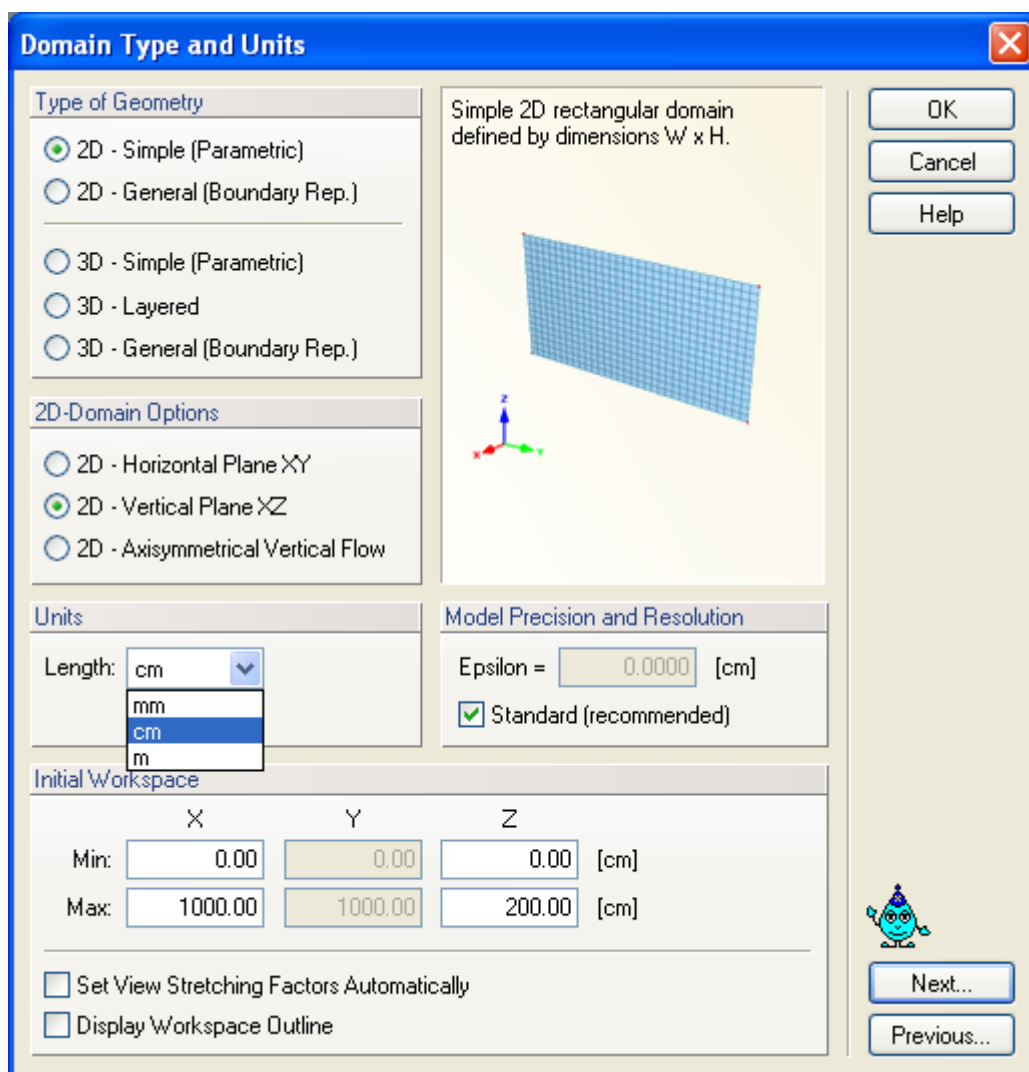 Domain Type and Units
Type of Geometry
2D - Simple (Parametric)
2D - General (Boundary Rep.)
3D - Simple (Parametric)
3D - Layered
3D - General (Boundary Rep.)
Simple 2D rectangular domain
defined by dimensions W x H.
z
x
Y
OK
Cancel
Help
2D-Domain Options
2D - Horizontal Plane XY
2D - Vertical Plane XZ
2D - Axisymmetrical Vertical Flow
Units
Length: cm
mm
cm
m
Model Precision and Resolution
Epsilon = 0.0000 [cm]
Standard (recommended)
Initial Workspace
X Y Z
Min: 0.00 0.00 0.00 [cm]
Max: 1000.00 1000.00 200.00 [cm]
Set View Stretching Factors Automatically
Display Workspace Outline
Next...
Previous...